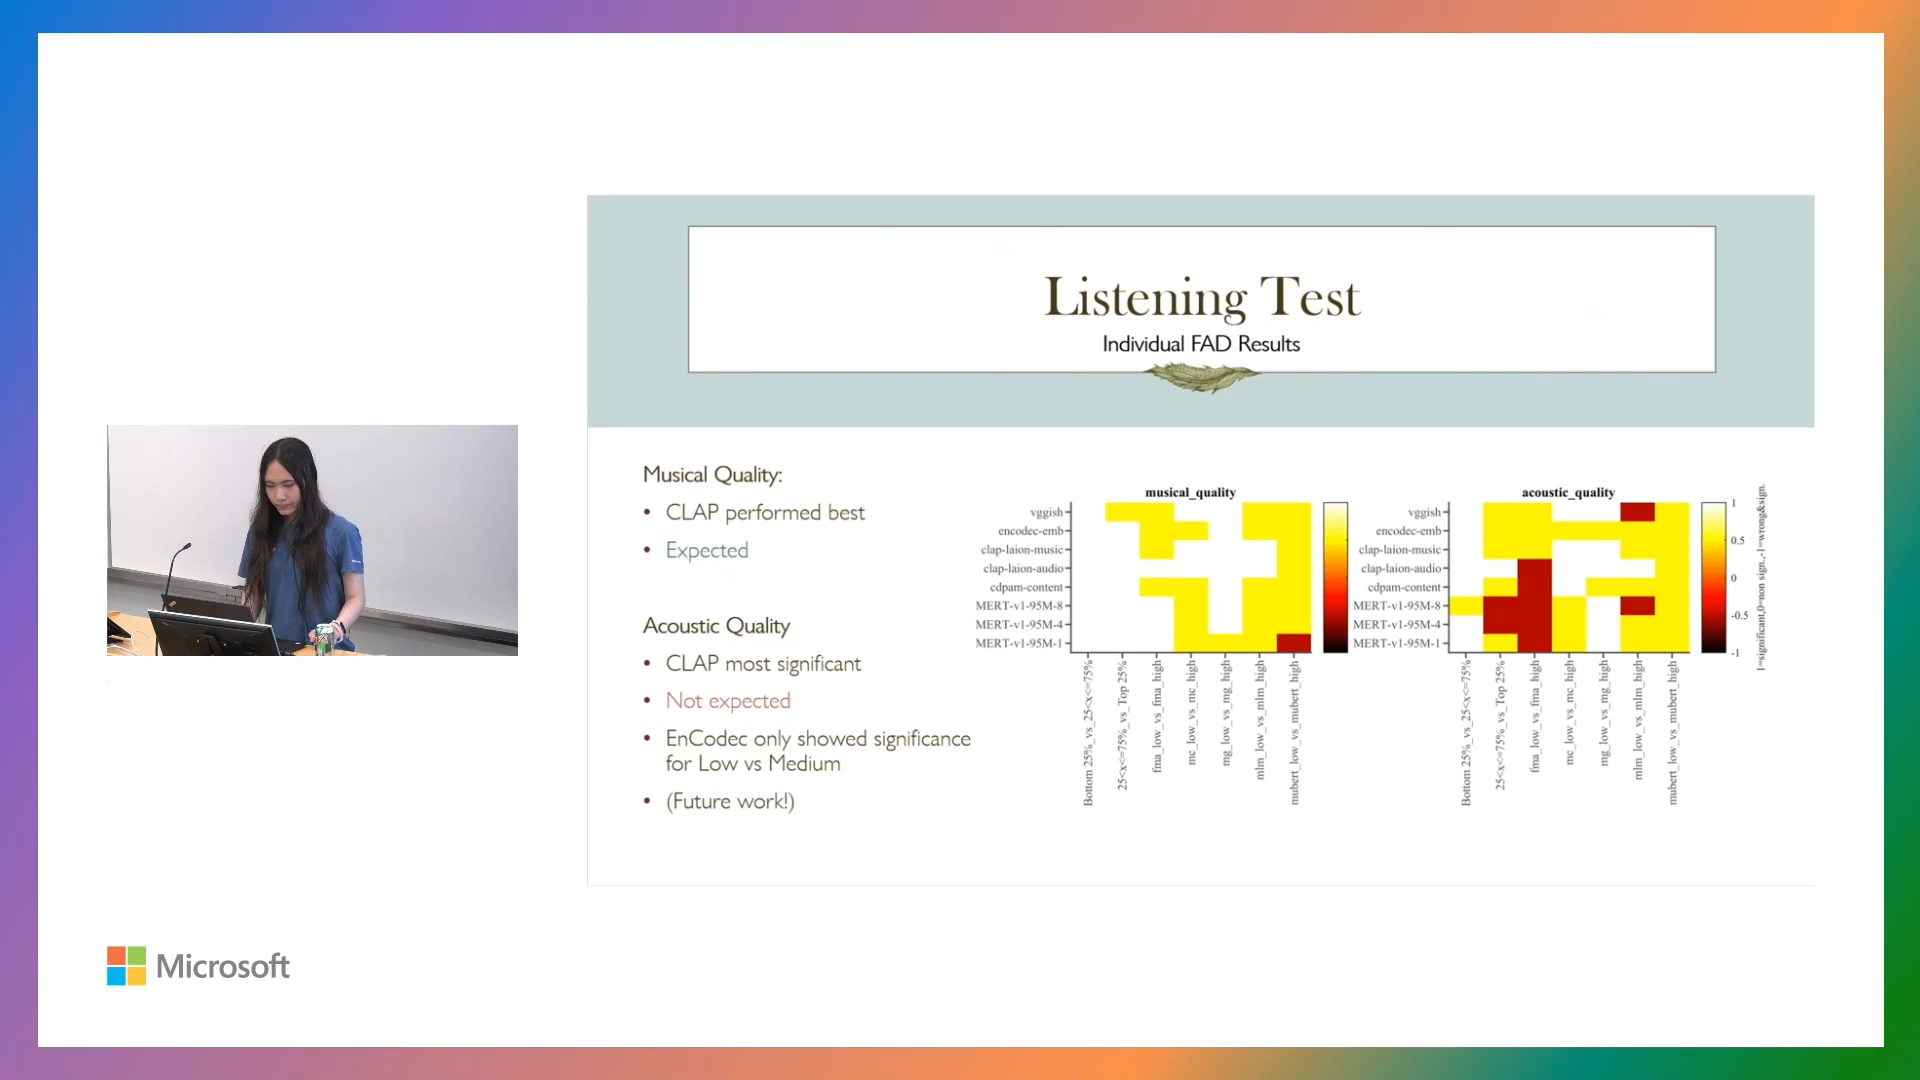 Listening Test
Individual FAD Results
Musical Quality:
• CLAP performed best
• Expected
Acoustic Quality
• CLAP most significant
• Not expected
• EnCodec only showed significance
for Low vs Medium
• (Future work!)
musical_quality
vggish
encodec-emb
clap-laion-music
clap-laion-audio
cdpam-content
MERT-v1-95M-8
MERT-v1-95M-4
MERT-v1-95M-1
Bottom 25%_vs_25<x<=75%
25<x<=75%_vs_Top 25%
fma_low_vs_fma_high
mc_low_vs_mc_high
mg_low_vs_mg_high
mlm_low_vs_mlm_high
mubert_low_vs_mubert_high
acoustic_quality
vggish
encodec-emb
clap-laion-music
clap-laion-audio
cdpam-content
MERT-v1-95M-8
MERT-v1-95M-4
MERT-v1-95M-1
Bottom 25%_vs_25<x<=75%
25<x<=75%_vs_Top 25%
fma_low_vs_fma_high
mc_low_vs_mc_high
mg_low_vs_mg_high
mlm_low_vs_mlm_high
mubert_low_vs_mubert_high
1
0.5
0
-0.5
-1
1=significant,0=non sign.,-1=wrong&sign.
Microsoft